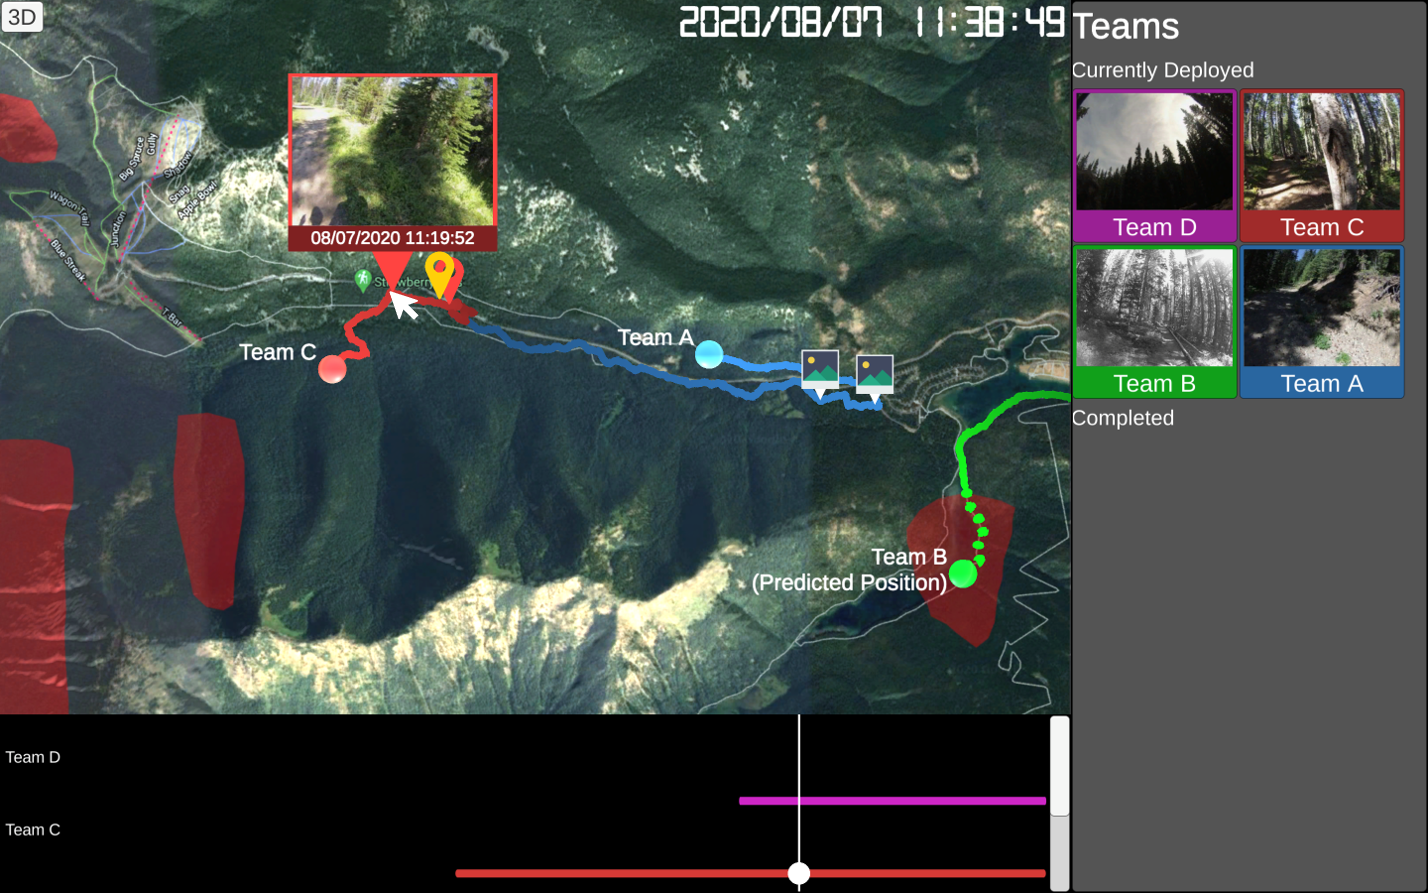 3D
2020/08/07 11:38:49
Teams
Currently Deployed
Team D
Team C
Team B
Team A
Completed
Big Spruce
Gully
Shadow
Snag
Apple Bowl
Wagon Trail
Junction
Blue Streak
T Bar
08/07/2020 11:19:52
Strawberry
Team C
Team A
Team B
(Predicted Position)
Team D
Team C